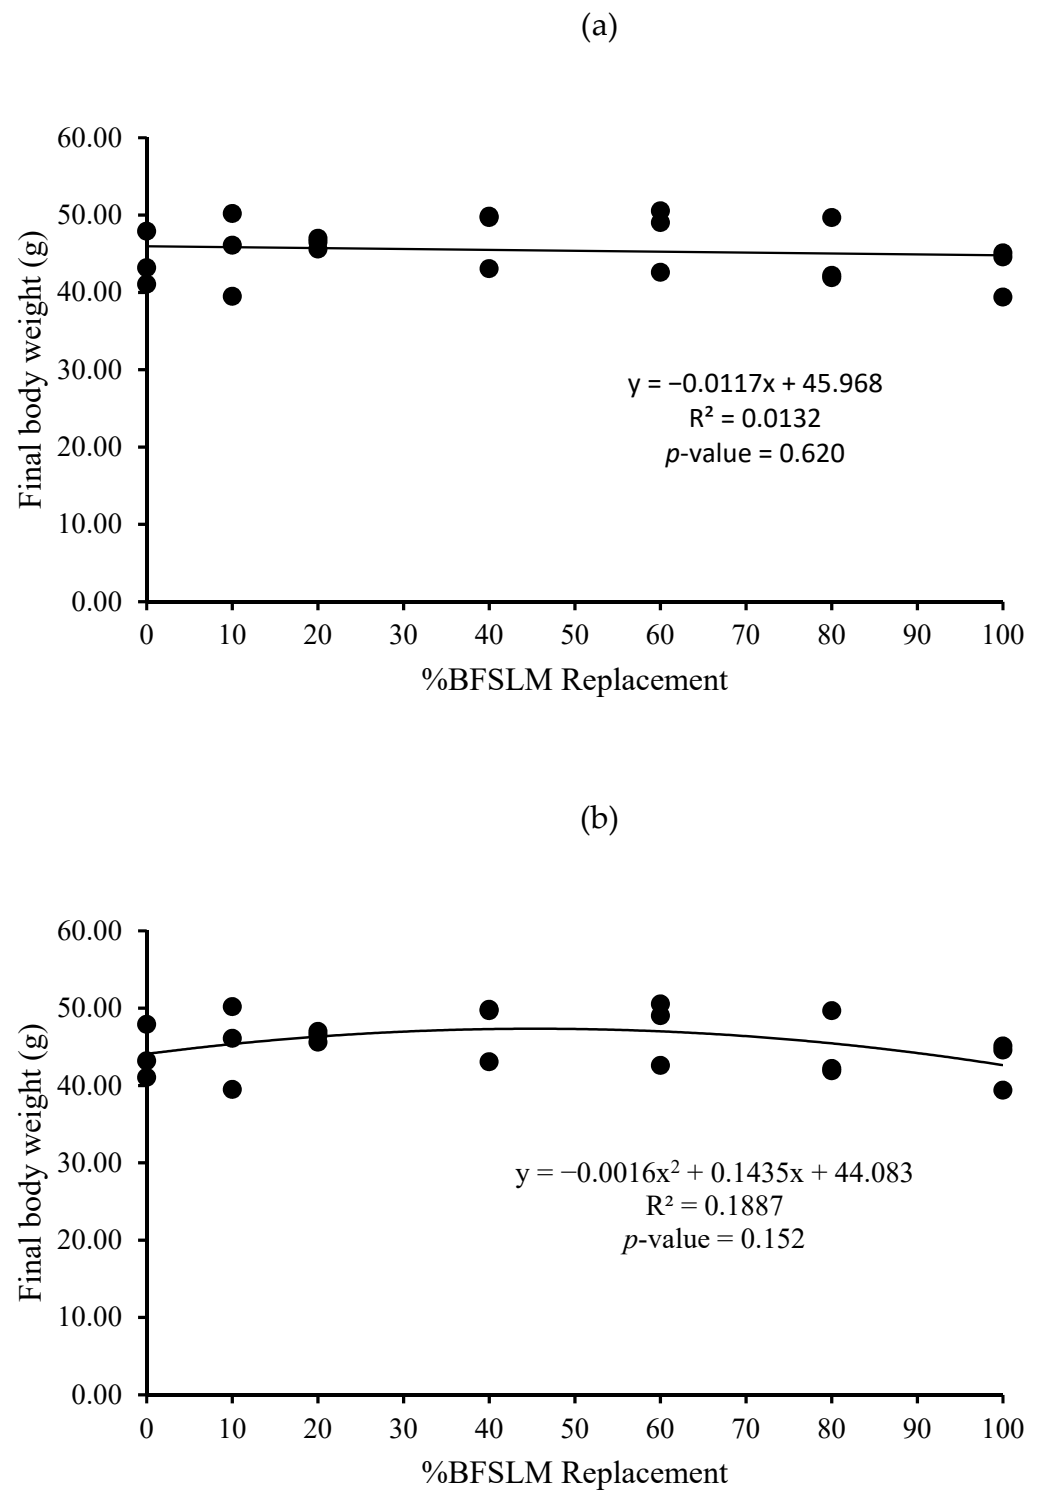 (a)
60.00
50.00
40.00
30.00
20.00
10.00
0.00
Final body weight (g)
y = −0.0117x + 45.968
R² = 0.0132
p-value = 0.620
0 10 20 30 40 50 60 70 80 90 100
%BFSLM Replacement
(b)
60.00
50.00
40.00
30.00
20.00
10.00
0.00
Final body weight (g)
y = −0.0016x² + 0.1435x + 44.083
R² = 0.1887
p-value = 0.152
0 10 20 30 40 50 60 70 80 90 100
%BFSLM Replacement